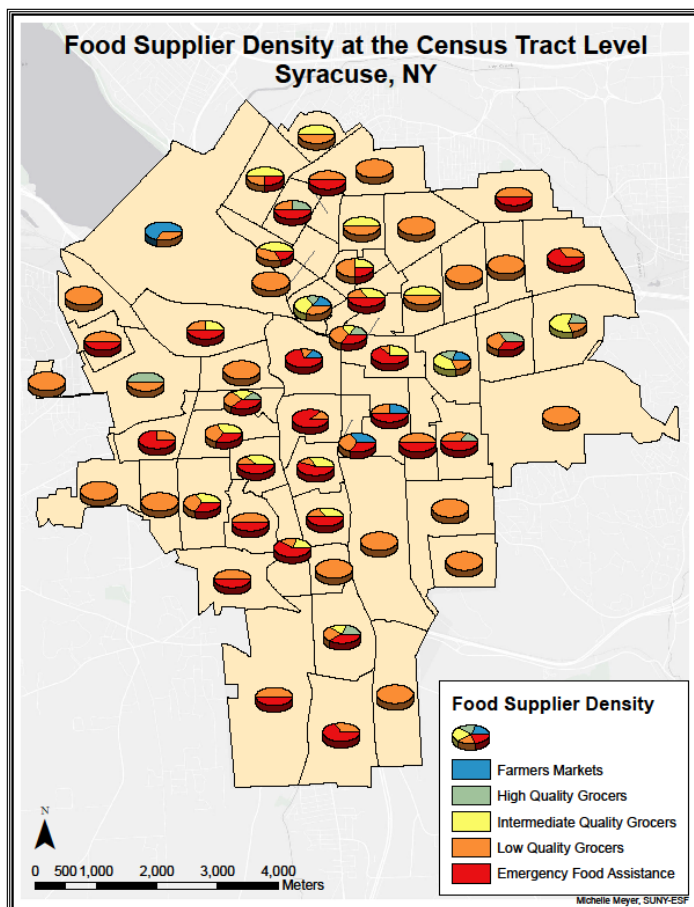 Food Supplier Density at the Census Tract Level
Syracuse, NY
Food Supplier Density
Farmers Markets
High Quality Grocers
Intermediate Quality Grocers
Low Quality Grocers
Emergency Food Assistance
N
0 500 1,000 2,000 3,000 4,000
Meters
Michelle Meyer, SUNY-ESF